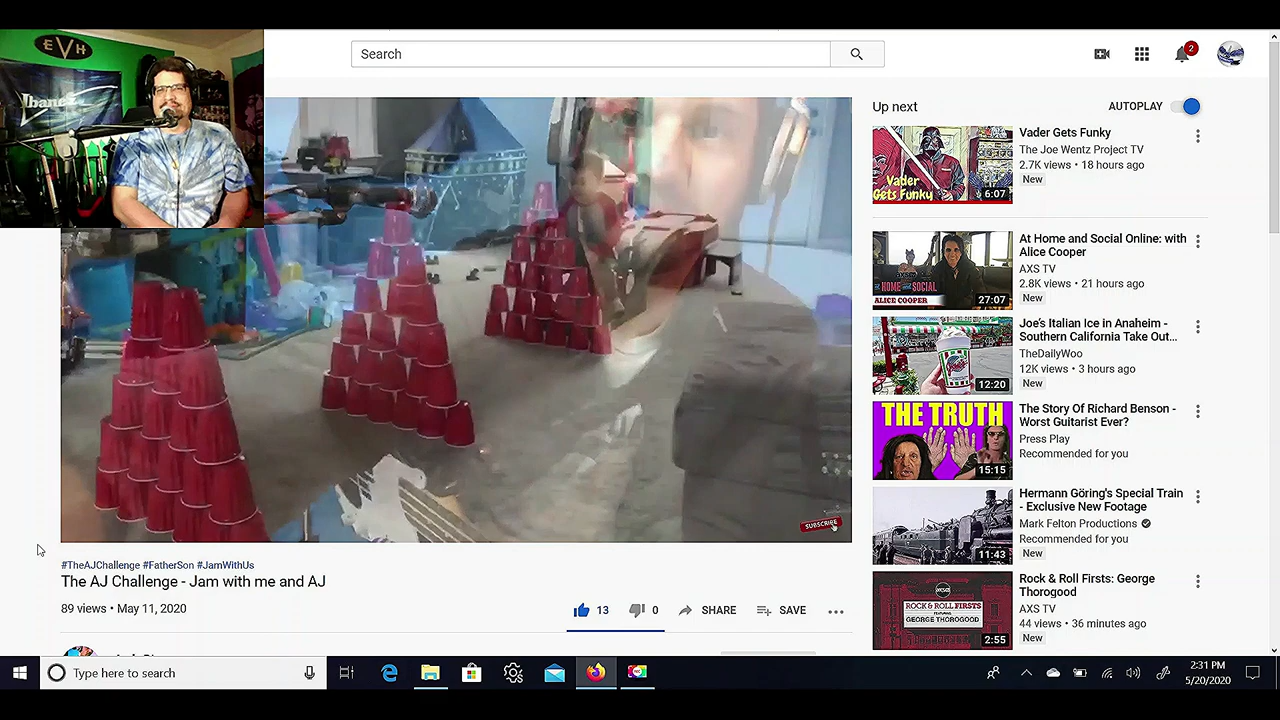 EVH
Ibanez
Search
2
Up next
AUTOPLAY
Vader
Gets Funky
6:07
Vader Gets Funky
The Joe Wentz Project TV
2.7K views • 18 hours ago
New
HOME AND SOCIAL
ALICE COOPER
27:07
At Home and Social Online: with
Alice Cooper
AXS TV
2.8K views • 21 hours ago
New
12:20
Joe's Italian Ice in Anaheim -
Southern California Take Out...
TheDailyWoo
12K views • 3 hours ago
New
THE TRUTH
15:15
The Story Of Richard Benson -
Worst Guitarist Ever?
Press Play
Recommended for you
11:43
Hermann Göring's Special Train
- Exclusive New Footage
Mark Felton Productions
Recommended for you
New
ROCK & ROLL FIRSTS
GEORGE THOROGOOD
2:55
Rock & Roll Firsts: George
Thorogood
AXS TV
44 views • 36 minutes ago
New
SUBSCRIBE
#TheAJChallenge #FatherSon #JamWithUs
The AJ Challenge - Jam with me and AJ
89 views • May 11, 2020
13
0
SHARE
SAVE
Type here to search
2:31 PM
5/20/2020